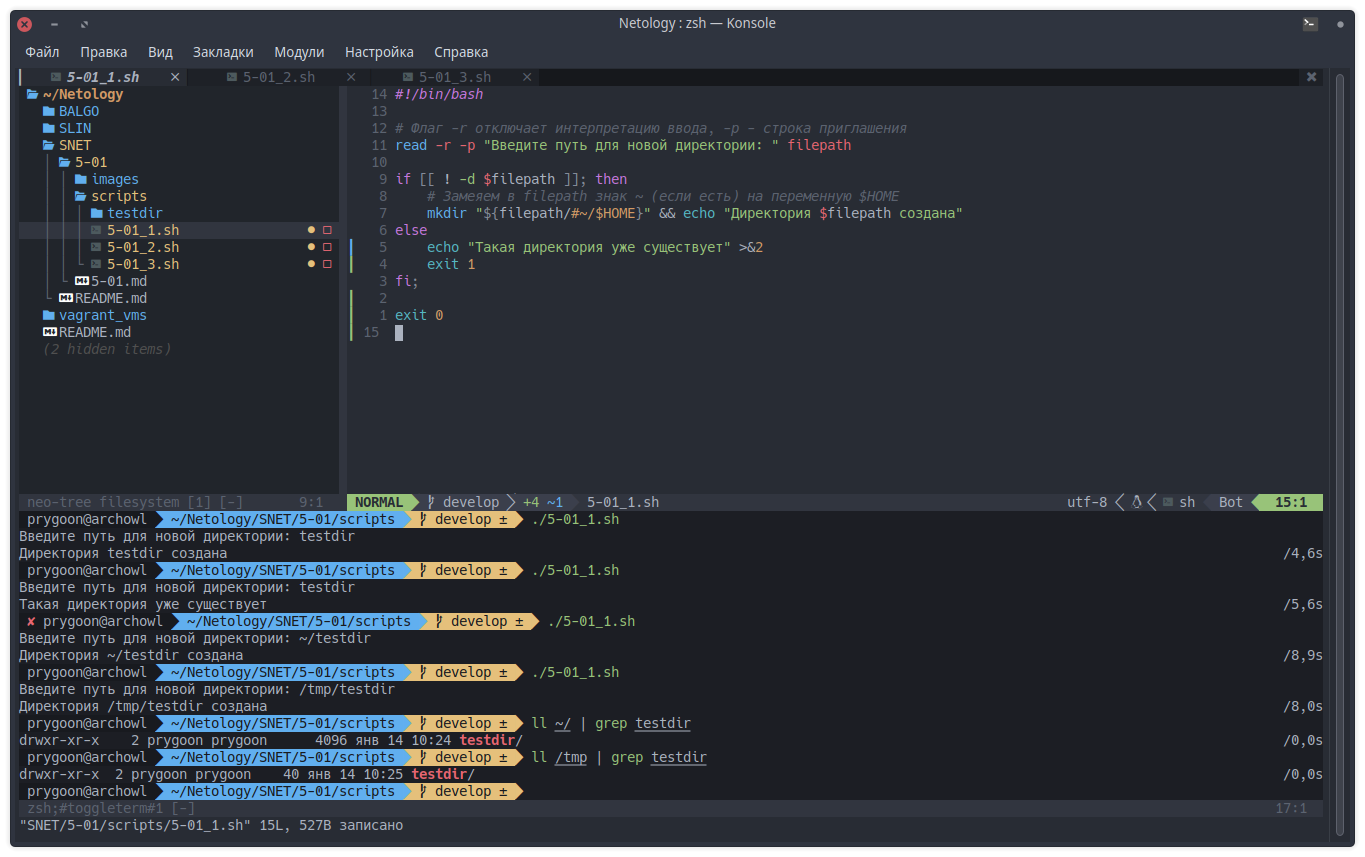 Netology : zsh — Konsole
Файл Правка Вид Закладки Модули Настройка Справка
5-01_1.sh 5-01_2.sh 5-01_3.sh
~/Netology
BALGO
SLIN
SNET
5-01
images
scripts
testdir
5-01_1.sh
5-01_2.sh
5-01_3.sh
5-01.md
README.md
vagrant_vms
README.md
(2 hidden items)
14 #!/bin/bash
13
12 # Флаг -r отключает интерпретацию ввода, -p - строка приглашения
11 read -r -p "Введите путь для новой директории: " filepath
10
9 if [[ ! -d $filepath ]]; then
8 # Замеяем в filepath знак ~ (если есть) на переменную $HOME
7 mkdir "${filepath/#~/$HOME}" && echo "Директория $filepath создана"
6 else
5 echo "Такая директория уже существует" >&2
4 exit 1
3 fi;
2
1 exit 0
15
neo-tree filesystem [1] [-] 9:1
NORMAL develop +4 ~1 5-01_1.sh utf-8 sh Bot 15:1
prygoon@archowl ~/Netology/SNET/5-01/scripts develop ± ./5-01_1.sh
Введите путь для новой директории: testdir
Директория testdir создана /4,6s
prygoon@archowl ~/Netology/SNET/5-01/scripts develop ± ./5-01_1.sh
Введите путь для новой директории: testdir
Такая директория уже существует /5,6s
✘ prygoon@archowl ~/Netology/SNET/5-01/scripts develop ± ./5-01_1.sh
Введите путь для новой директории: ~/testdir
Директория ~/testdir создана /8,9s
prygoon@archowl ~/Netology/SNET/5-01/scripts develop ± ./5-01_1.sh
Введите путь для новой директории: /tmp/testdir
Директория /tmp/testdir создана /8,0s
prygoon@archowl ~/Netology/SNET/5-01/scripts develop ± ll ~/ | grep testdir
drwxr-xr-x 2 prygoon prygoon 4096 янв 14 10:24 testdir/ /0,0s
prygoon@archowl ~/Netology/SNET/5-01/scripts develop ± ll /tmp | grep testdir
drwxr-xr-x 2 prygoon prygoon 40 янв 14 10:25 testdir/ /0,0s
prygoon@archowl ~/Netology/SNET/5-01/scripts develop ±
zsh;#toggleterm#1 [-] 17:1
"SNET/5-01/scripts/5-01_1.sh" 15L, 527B записано